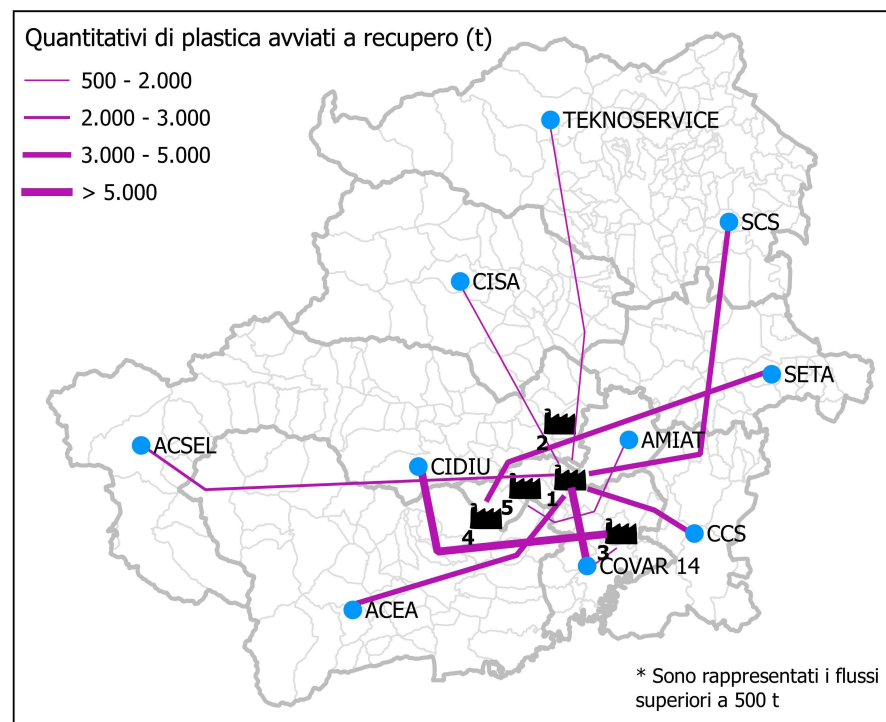 Quantitativi di plastica avviati a recupero (t)
500 - 2.000
2.000 - 3.000
3.000 - 5.000
> 5.000
TEKNOSERVICE
SCS
CISA
SETA
2
AMIAT
ACSEL
CIDIU
1
5
4
3
CCS
COVAR 14
ACEA
* Sono rappresentati i flussi
superiori a 500 t